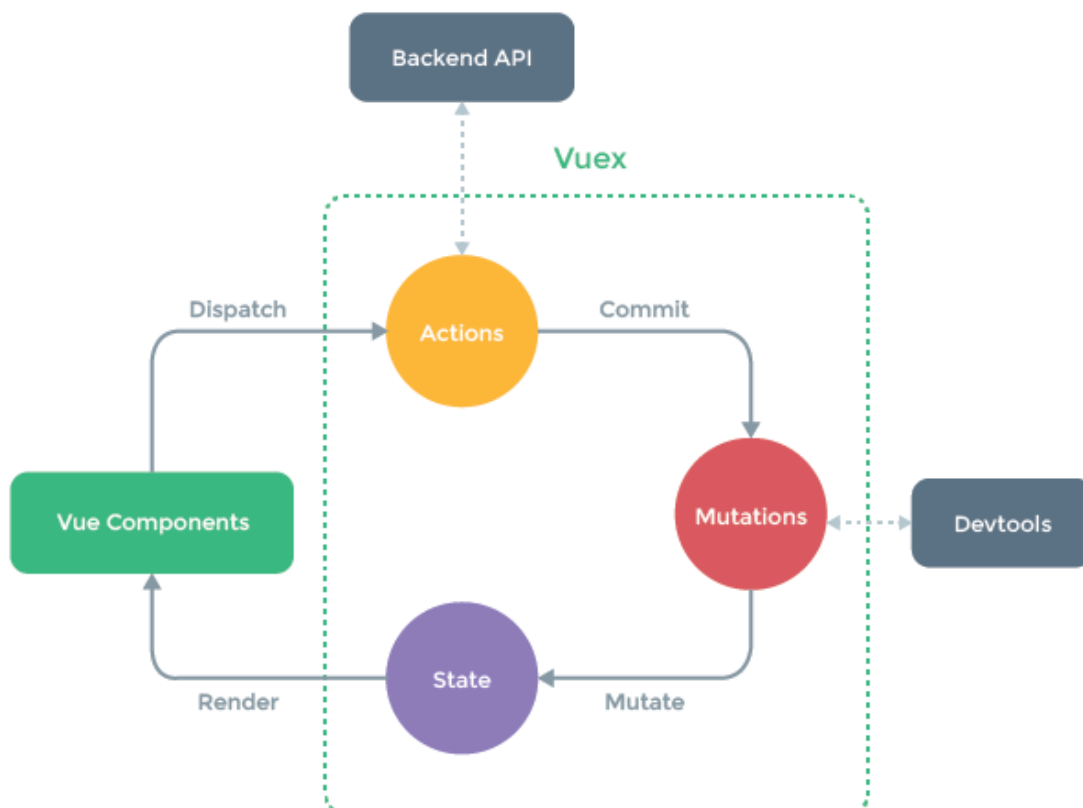 Backend API
Vuex
Dispatch
Commit
Actions
Vue Components
Mutations
Devtools
State
Render
Mutate